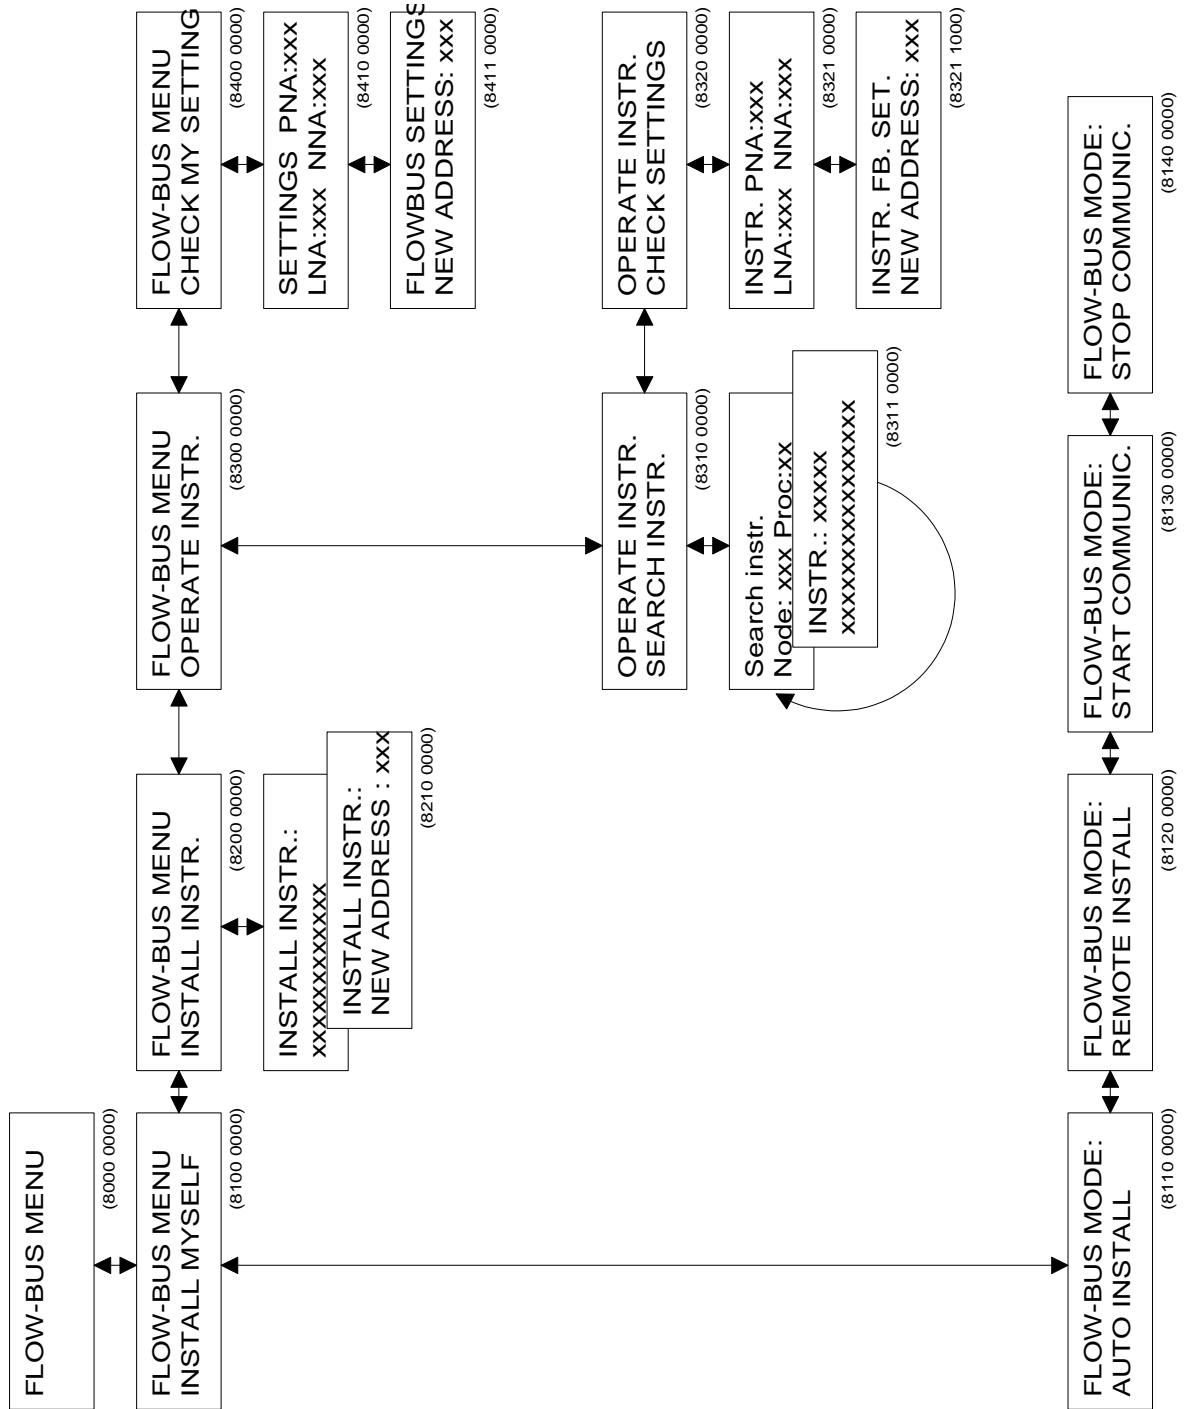 FLOW-BUS MENU
(8000 0000)
FLOW-BUS MENU
INSTALL MYSELF
(8100 0000)
FLOW-BUS MENU
INSTALL INSTR.
(8200 0000)
FLOW-BUS MENU
OPERATE INSTR.
(8300 0000)
FLOW-BUS MENU
CHECK MY SETTING
(8400 0000)
INSTALL INSTR.:
xxxxxxxxxxxxx
INSTALL INSTR.:
NEW ADDRESS : xxx
(8210 0000)
SETTINGS PNA:xxx
LNA:xxx NNA:xxx
(8410 0000)
FLOWBUS SETTINGS
NEW ADDRESS: xxx
(8411 0000)
OPERATE INSTR.
SEARCH INSTR.
(8310 0000)
OPERATE INSTR.
CHECK SETTINGS
(8320 0000)
Search instr.
Node: xxx Proc:xx
INSTR.: xxxxx
xxxxxxxxxxxxxxxx
(8311 0000)
INSTR. PNA:xxx
LNA:xxx NNA:xxx
(8321 0000)
INSTR. FB. SET.
NEW ADDRESS: xxx
(8321 1000)
FLOW-BUS MODE:
AUTO INSTALL
(8110 0000)
FLOW-BUS MODE:
REMOTE INSTALL
(8120 0000)
FLOW-BUS MODE:
START COMMUNIC.
(8130 0000)
FLOW-BUS MODE:
STOP COMMUNIC.
(8140 0000)